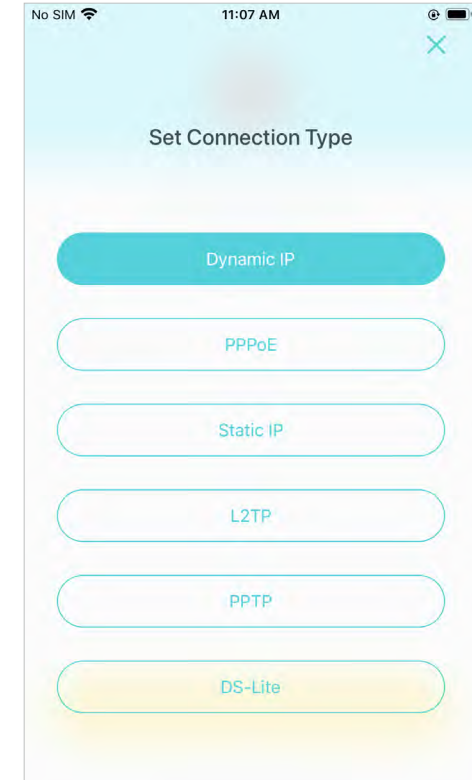 No SIM 11:07 AM
Set Connection Type
Dynamic IP
PPPoE
Static IP
L2TP
PPTP
DS-Lite